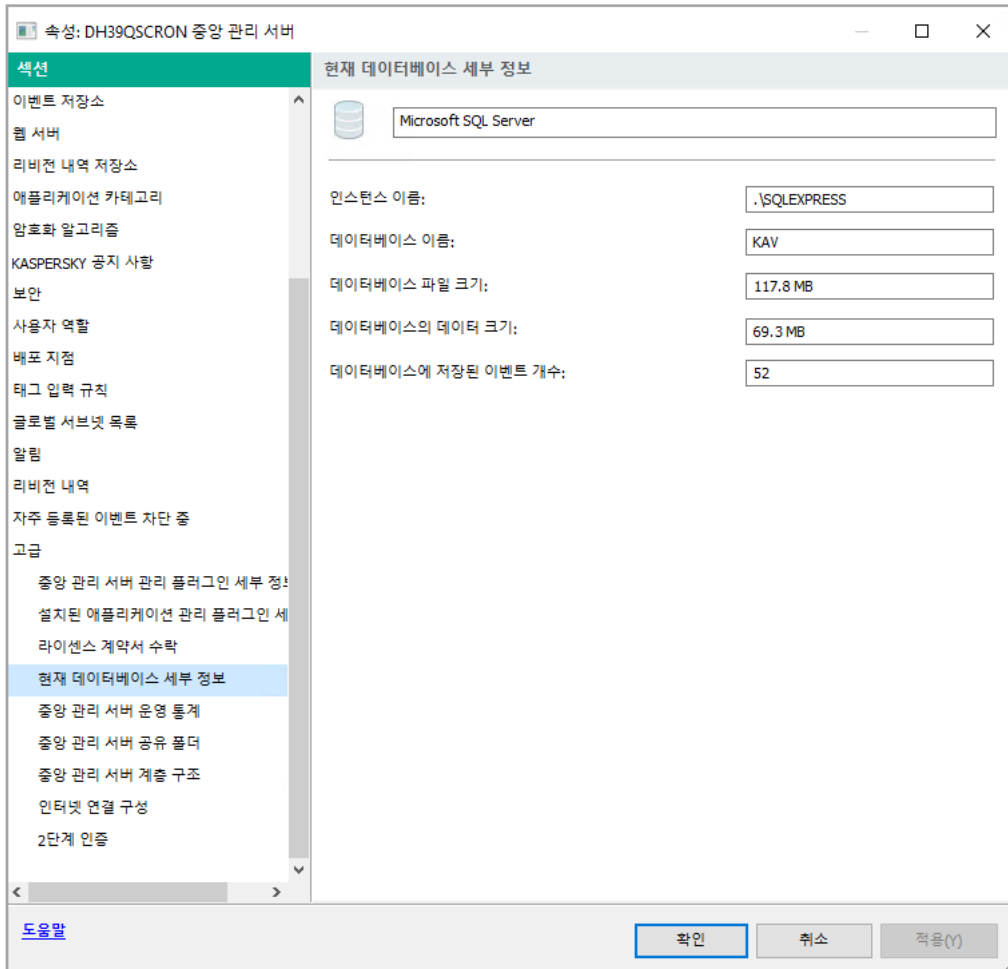 속성: DH39QSCRON 중앙 관리 서버
섹션
이벤트 저장소
웹 서버
리비전 내역 저장소
애플리케이션 카테고리
암호화 알고리즘
KASPERSKY 공지 사항
보안
사용자 역할
배포 지점
태그 입력 규칙
글로벌 서브넷 목록
알림
리비전 내역
자주 등록된 이벤트 차단 중
고급
중앙 관리 서버 관리 플러그인 세부 정보
설치된 애플리케이션 관리 플러그인 세
라이센스 계약서 수락
현재 데이터베이스 세부 정보
중앙 관리 서버 운영 통계
중앙 관리 서버 공유 폴더
중앙 관리 서버 계층 구조
인터넷 연결 구성
2단계 인증
현재 데이터베이스 세부 정보
Microsoft SQL Server
인스턴스 이름: .\SQLEXPRESS
데이터베이스 이름: KAV
데이터베이스 파일 크기: 117.8 MB
데이터베이스의 데이터 크기: 69.3 MB
데이터베이스에 저장된 이벤트 개수: 52
도움말
확인
취소
적용(Y)